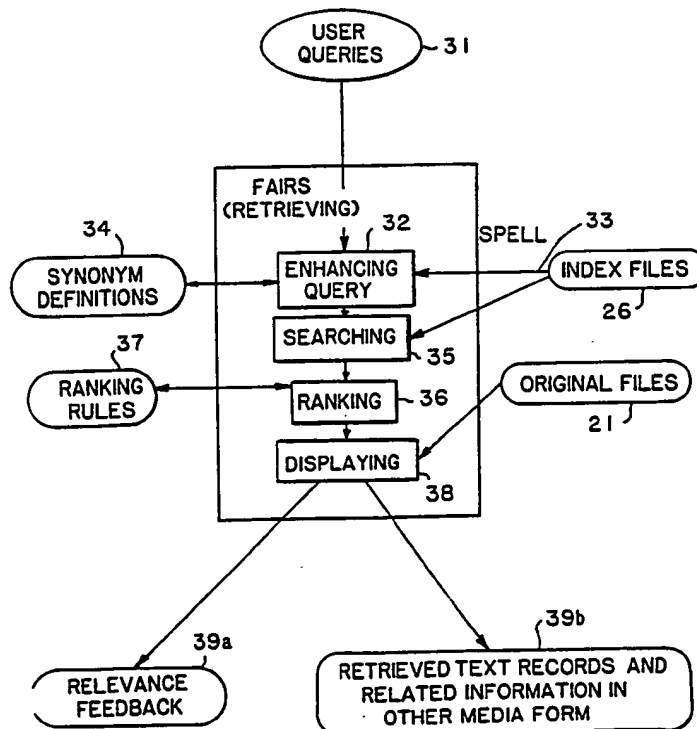 USER
QUERIES
31
FAIRS
(RETRIEVING)
34
32
SPELL
33
SYNONYM
DEFINITIONS
ENHANCING
QUERY
INDEX FILES
26
37
SEARCHING
35
RANKING
RULES
RANKING
36
ORIGINAL FILES
21
DISPLAYING
38
39a
39b
RELEVANCE
FEEDBACK
RETRIEVED TEXT RECORDS AND
RELATED INFORMATION IN
OTHER MEDIA FORM